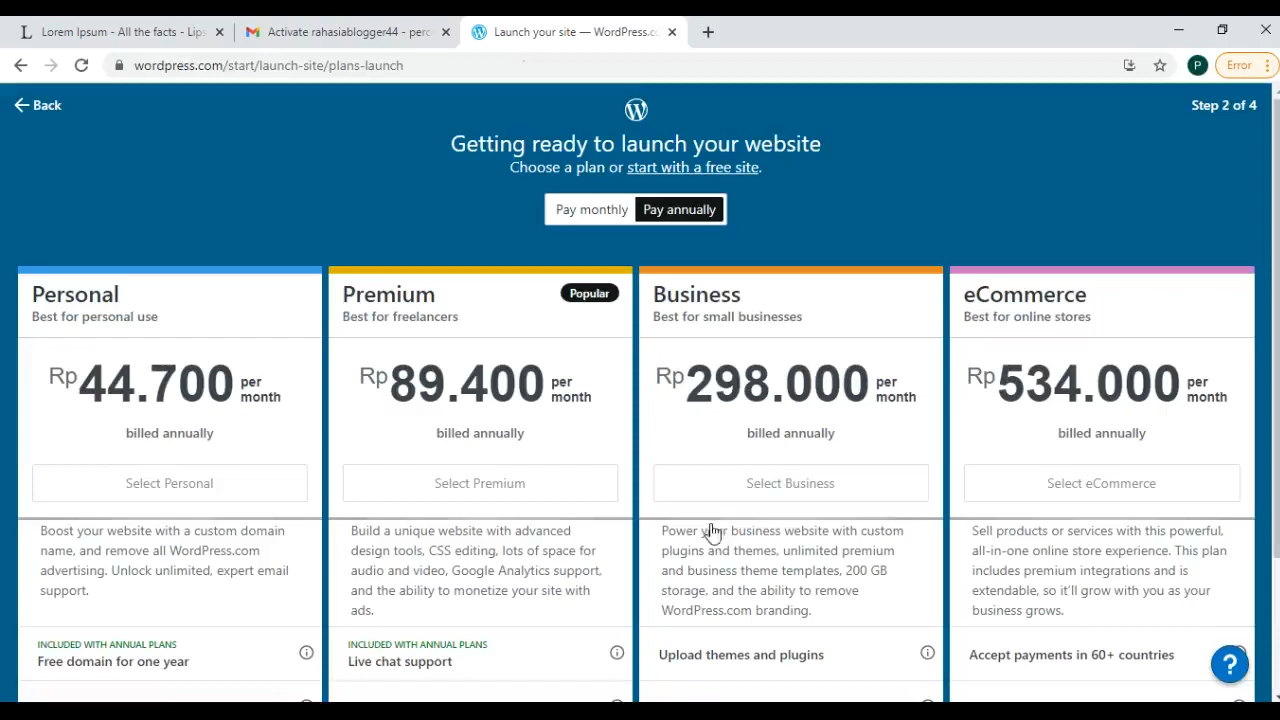 Lorem Ipsum - All the facts - Lips
Activate rahasiablogger44 - perc
Launch your site — WordPress.co
wordpress.com/start/launch-site/plans-launch
P
Error
Back
Step 2 of 4
Getting ready to launch your website
Choose a plan or start with a free site.
Pay monthly
Pay annually
Personal
Best for personal use
Rp44.700 per month
billed annually
Select Personal
Boost your website with a custom domain
name, and remove all WordPress.com
advertising. Unlock unlimited, expert email
support.
INCLUDED WITH ANNUAL PLANS
Free domain for one year
Premium
Popular
Best for freelancers
Rp89.400 per month
billed annually
Select Premium
Build a unique website with advanced
design tools, CSS editing, lots of space for
audio and video, Google Analytics support,
and the ability to monetize your site with
ads.
INCLUDED WITH ANNUAL PLANS
Live chat support
Business
Best for small businesses
Rp298.000 per month
billed annually
Select Business
Power your business website with custom
plugins and themes, unlimited premium
and business theme templates, 200 GB
storage, and the ability to remove
WordPress.com branding.
Upload themes and plugins
eCommerce
Best for online stores
Rp534.000 per month
billed annually
Select eCommerce
Sell products or services with this powerful,
all-in-one online store experience. This plan
includes premium integrations and is
extendable, so it'll grow with you as your
business grows.
Accept payments in 60+ countries
?